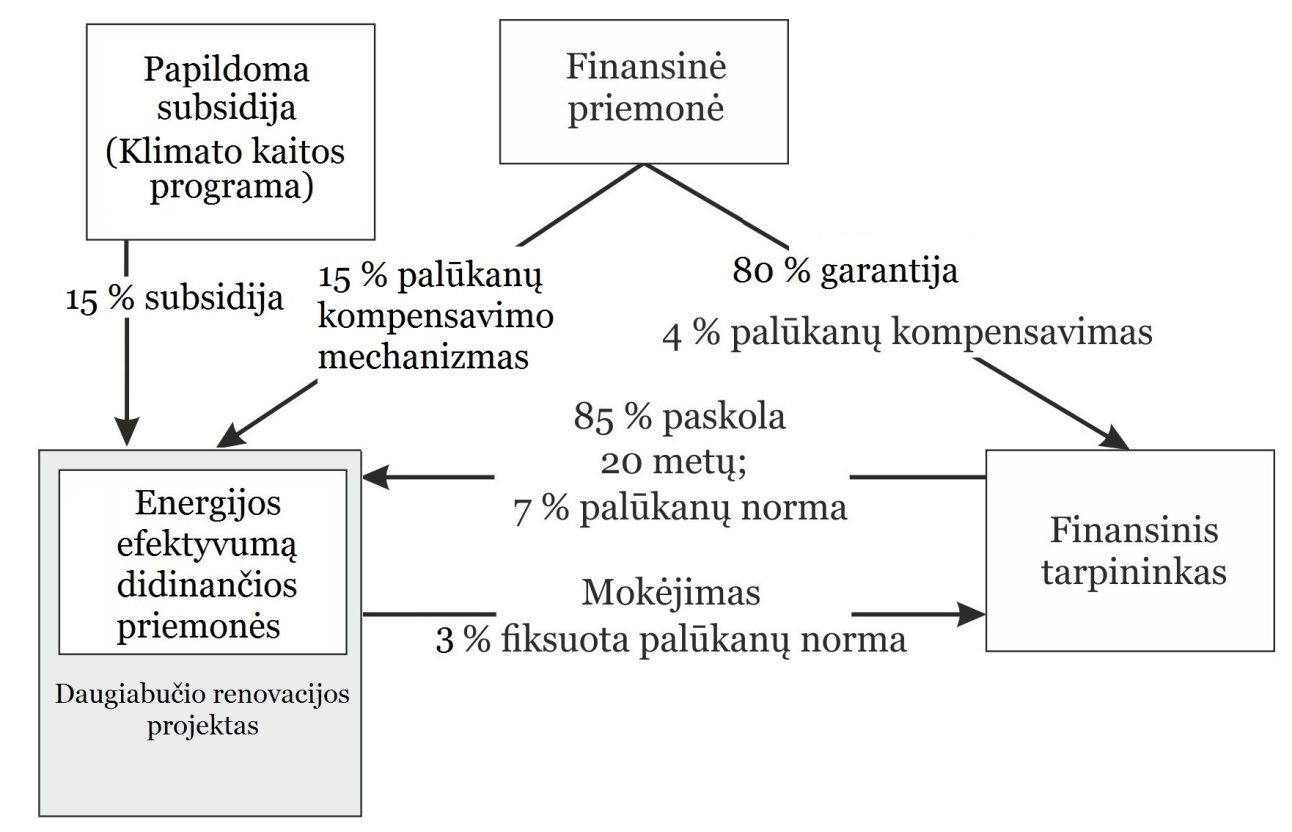 Papildoma
subsidija
(Klimato kaitos
programa)
Finansinė
priemonė
15 % subsidija
15 % palūkanų
kompensavimo
mechanizmas
80 % garantija
4 % palūkanų kompensavimas
85 % paskola
20 metų;
7 % palūkanų norma
Mokėjimas
3 % fiksuota palūkanų norma
Energijos
efektyvumą
didinančios
priemonės
Daugiabučio renovacijos
projektas
Finansinis
tarpininkas